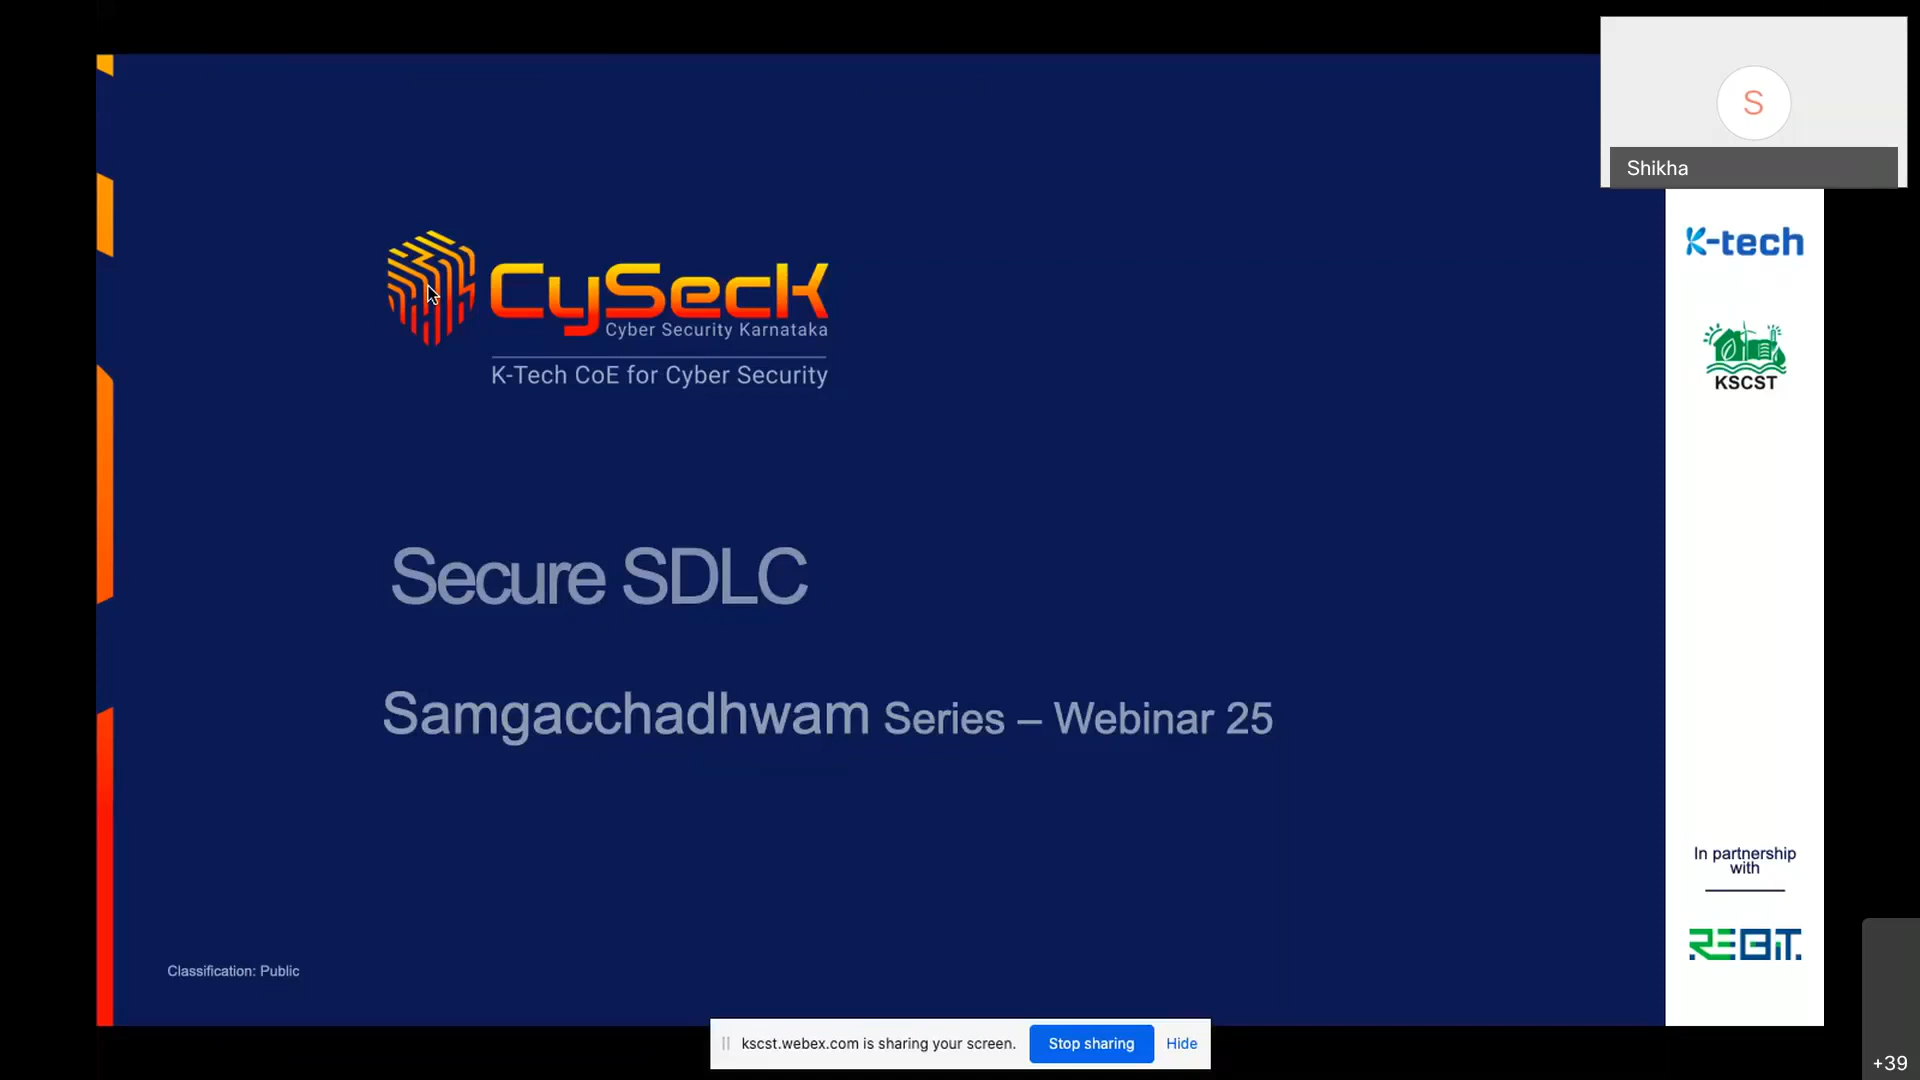 S
Shikha
K-tech
KSCST
CySecK
Cyber Security Karnataka
K-Tech CoE for Cyber Security
Secure SDLC
Samgacchadhwam Series – Webinar 25
In partnership
with
REBIT.
Classification: Public
kscst.webex.com is sharing your screen.
Stop sharing
Hide
+39